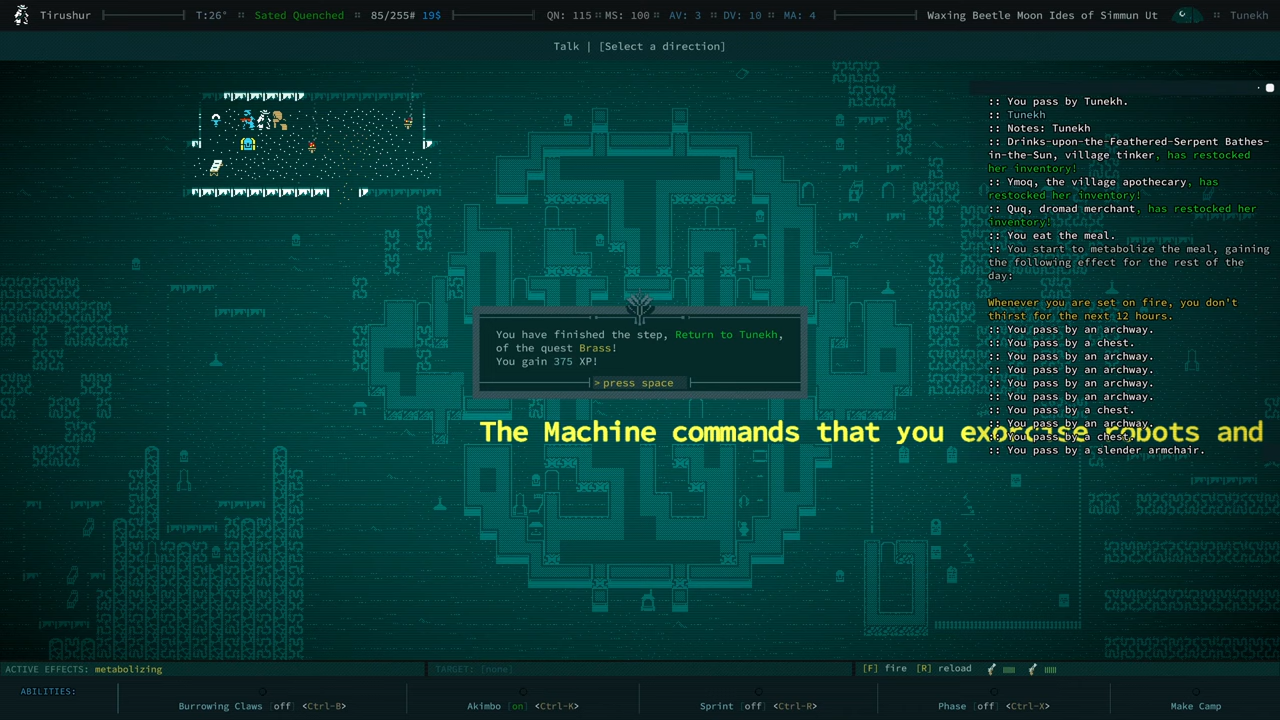 Tirushur T:26° :: Sated Quenched :: 85/255# 19$ QN: 115 :: MS: 100 :: AV: 3 :: DV: 10 :: MA: 4 Waxing Beetle Moon Ides of Simmun Ut :: Tunekh
Talk | [Select a direction]
:: You pass by Tunekh.
:: Tunekh
:: Notes: Tunekh
:: Drinks-upon-the-Feathered-Serpent Bathes-
in-the-Sun, village tinker, has restocked
her inventory!
:: Ymoq, the village apothecary, has
restocked her inventory!
:: Quq, dromad merchant, has restocked her
inventory!
:: You eat the meal.
:: You start to metabolize the meal, gaining
the following effect for the rest of the
day:
Whenever you are set on fire, you don't
thirst for the next 12 hours.
:: You pass by an archway.
:: You pass by a chest.
:: You pass by an archway.
:: You pass by an archway.
:: You pass by an archway.
:: You pass by an archway.
:: You pass by a chest.
:: You pass by an archway.
:: You pass by a chest.
:: You pass by a slender armchair.
You have finished the step, Return to Tunekh,
of the quest Brass!
You gain 375 XP!
> press space
The Machine commands that you exorcise robots and
ACTIVE EFFECTS: metabolizing TARGET: [none] [F] fire [R] reload
ABILITIES: Burrowing Claws [off] <Ctrl-B> Akimbo [on] <Ctrl-K> Sprint [off] <Ctrl-R> Phase [off] <Ctrl-X> Make Camp